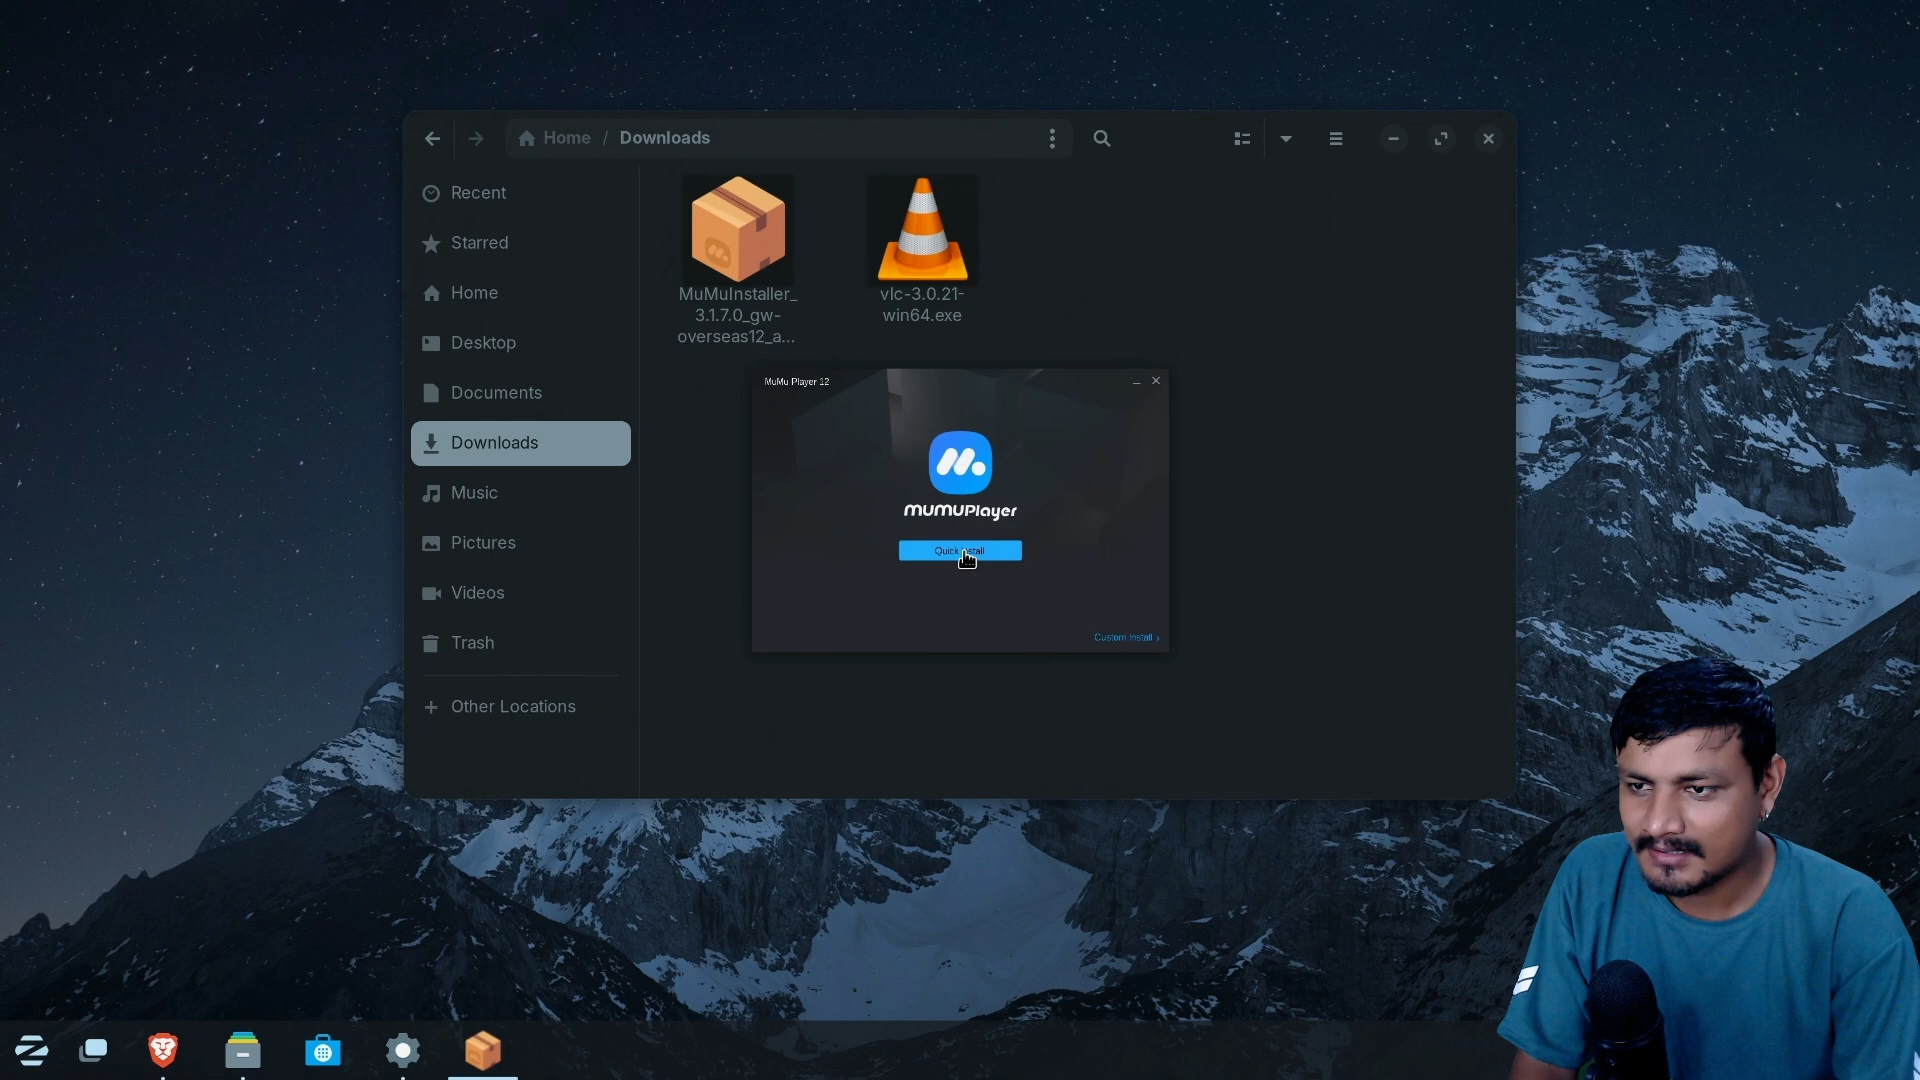 Home / Downloads
Recent
Starred
Home
Desktop
Documents
Downloads
Music
Pictures
Videos
Trash
Other Locations
MuMuInstaller_
3.1.7.0_gw-
overseas12_a...
vlc-3.0.21-
win64.exe
MuMu Player 12
MUMUPlayer
Quick
Custom Install ›